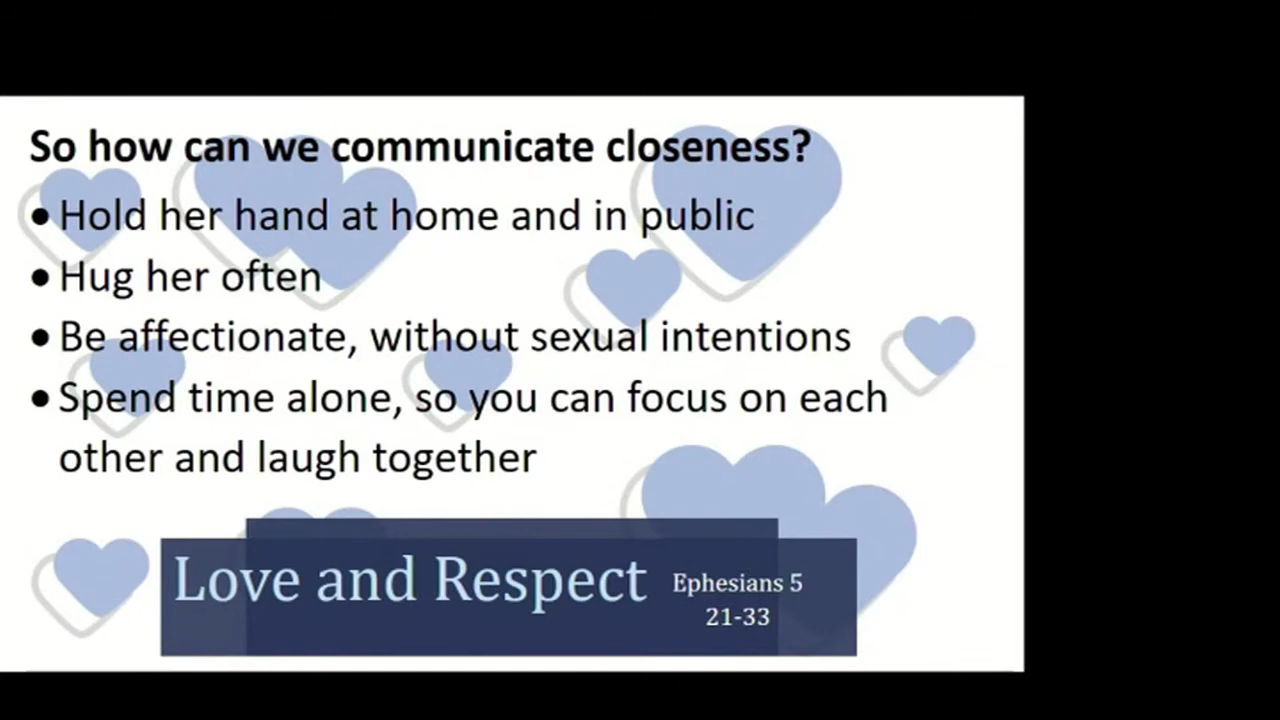 So how can we communicate closeness?
• Hold her hand at home and in public
• Hug her often
• Be affectionate, without sexual intentions
• Spend time alone, so you can focus on each
other and laugh together
Love and Respect
Ephesians 5
21-33